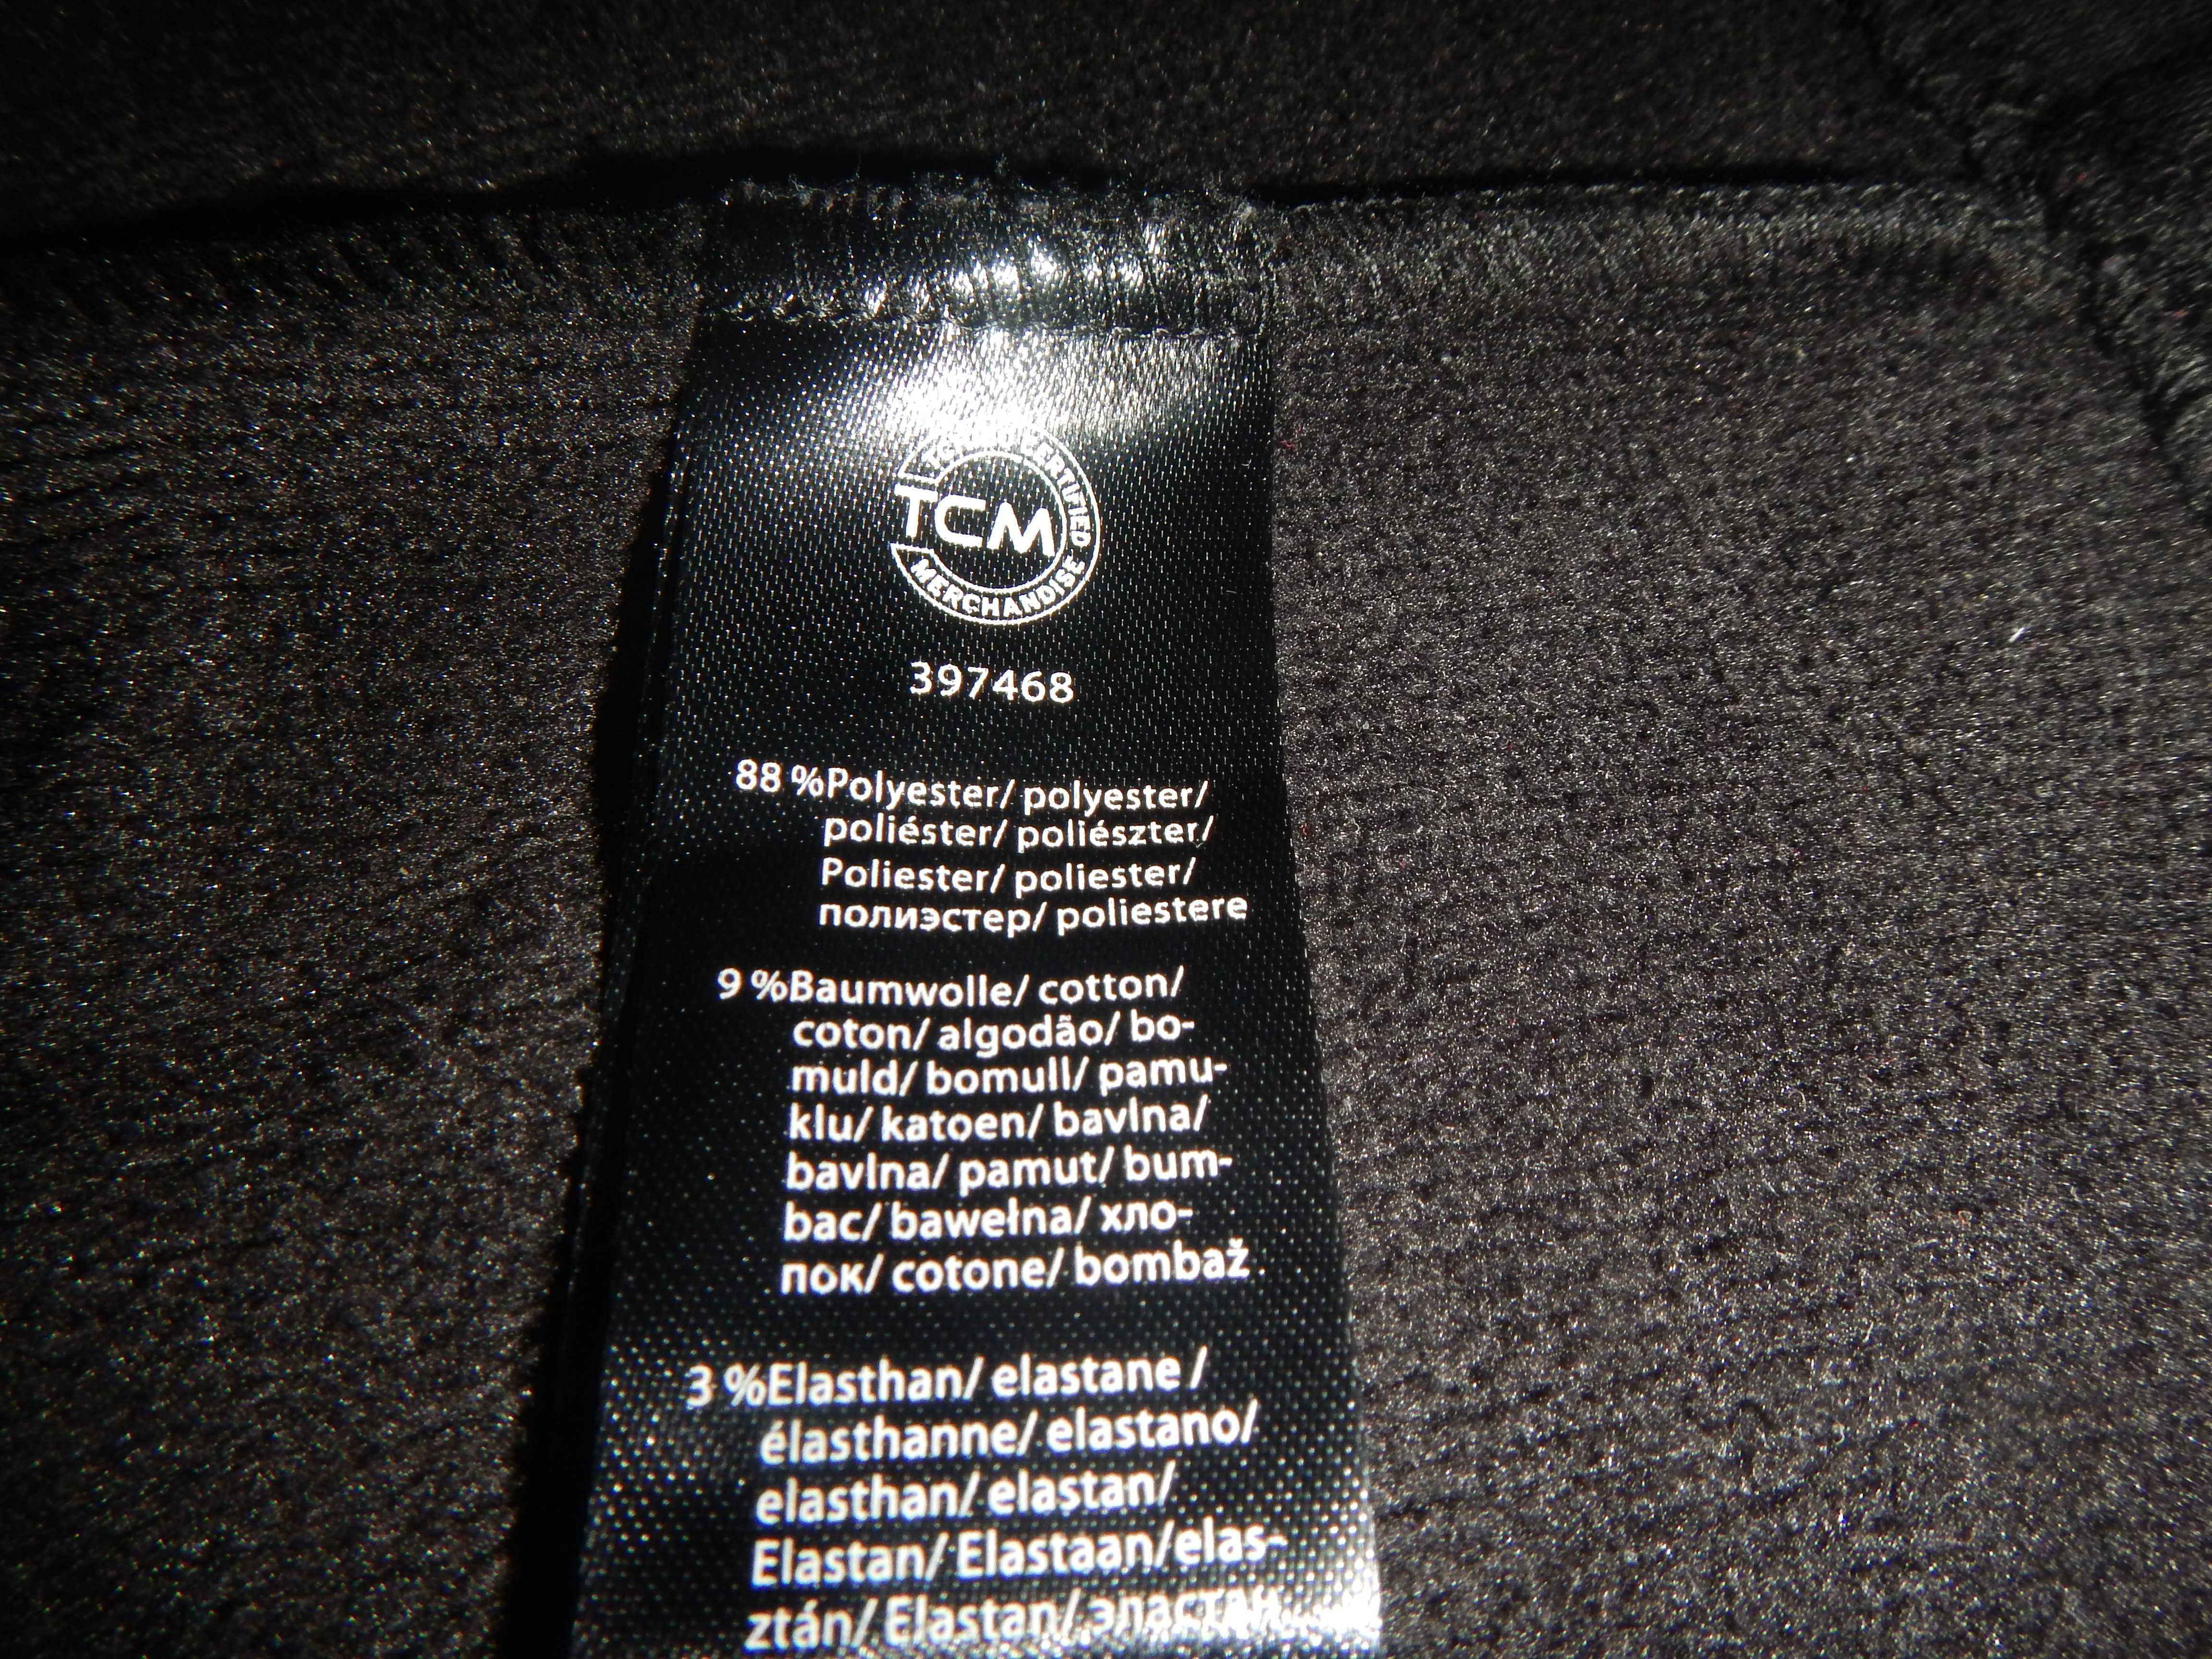 CERTIFIED
TCM
MERCHANDISE
397468
88 %Polyester/ polyester/
poliéster/ poliészter/
Poliester/ poliester/
полиэстер/ poliestere
9 %Baumwolle/ cotton/
coton/ algodão/ bo-
muld/ bomull/ pamu-
klu/ katoen/ bavlna/
bavlna/ pamut/ bum-
bac/ bawełna/ хло-
пок/ cotone/ bombaž
3 %Elasthan/ elastane /
élasthanne/ elastano/
elasthan/ elastan/
Elastan/ Elastaan/elas-
ztán/ Elastan/ эластан